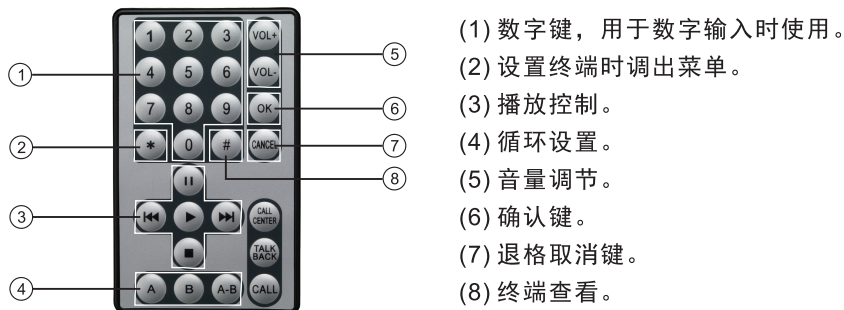 1 2 3 VOL+
4 5 6 VOL-
7 8 9 OK
* 0 # CANCEL
CALL CENTER
TALK BACK
A B A-B CALL
① ② ③ ④ ⑤ ⑥ ⑦ ⑧
(1) 数字键，用于数字输入时使用。
(2) 设置终端时调出菜单。
(3) 播放控制。
(4) 循环设置。
(5) 音量调节。
(6) 确认键。
(7) 退格取消键。
(8) 终端查看。